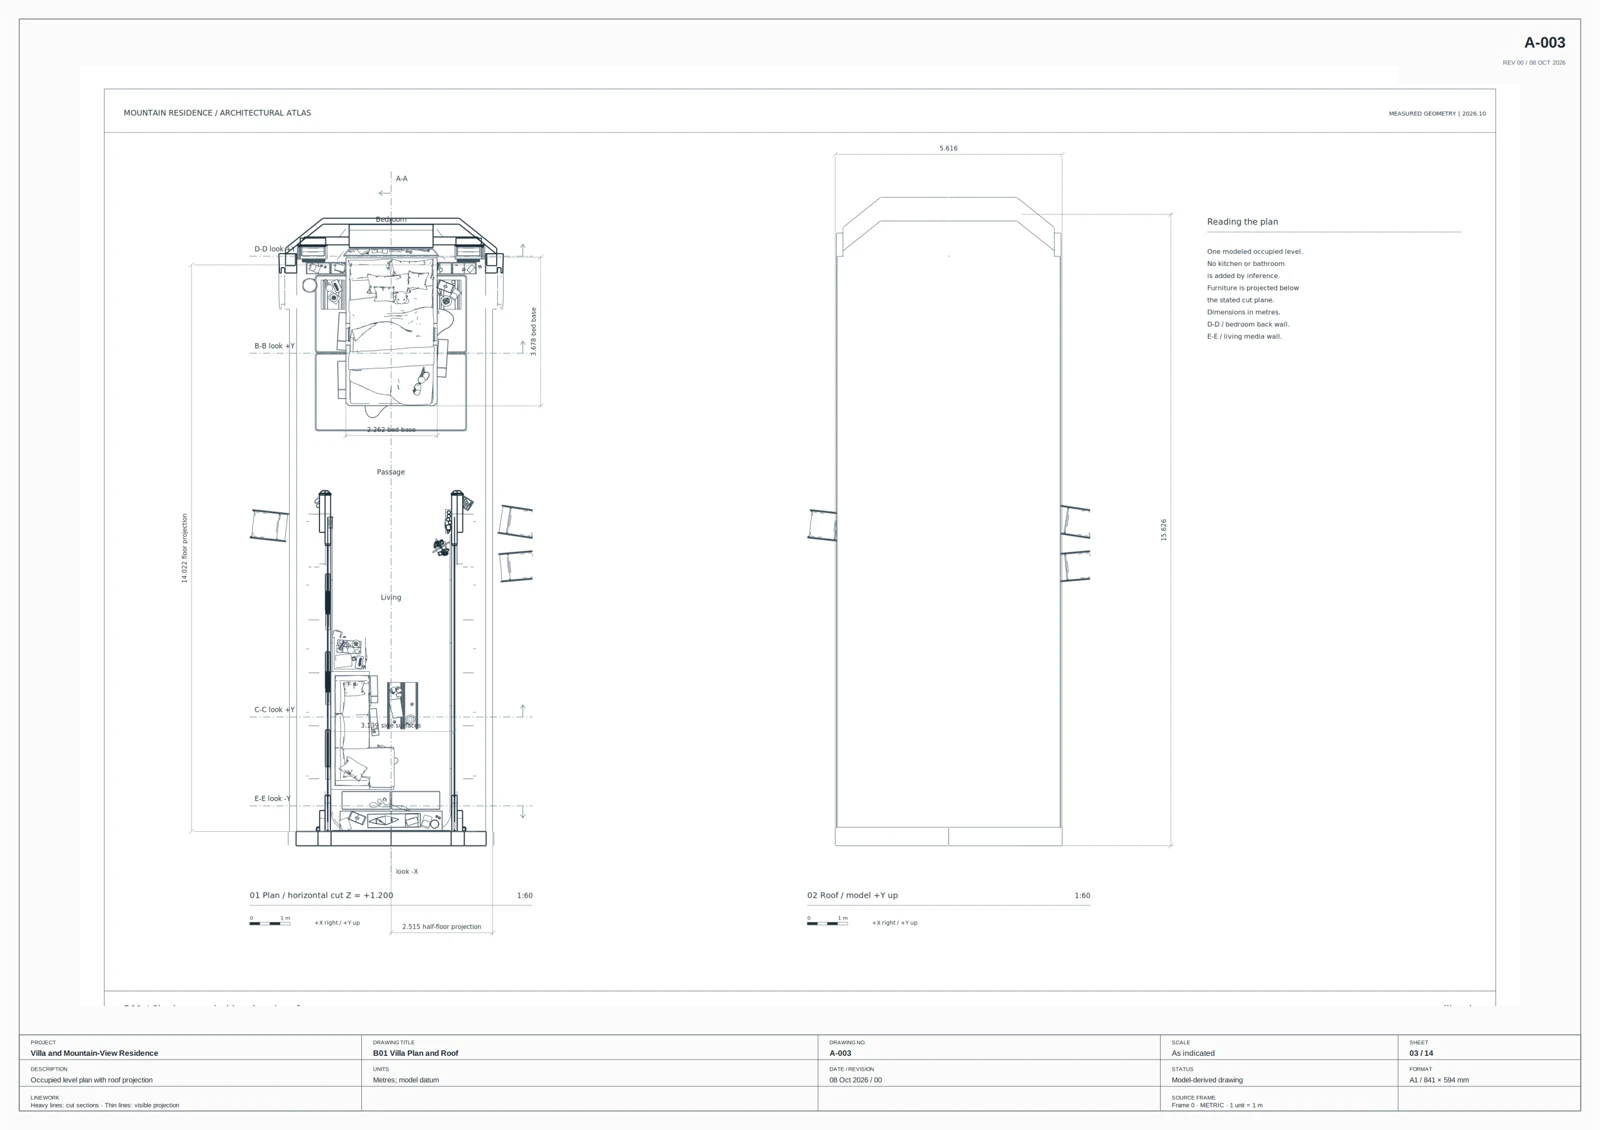 A-003
REV 00 / 08 OCT 2026
MOUNTAIN RESIDENCE / ARCHITECTURAL ATLAS
MEASURED GEOMETRY | 2026.10
A-A
Bedroom
D-D look +Y
B-B look +Y
3.678 bed base
2.262 bed base
Passage
14.022 floor projection
Living
C-C look +Y
3.139 side surfaces
E-E look -Y
look -X
01 Plan / horizontal cut Z = +1.200
1:60
0 1 m
+X right / +Y up
2.515 half-floor projection
5.616
15.626
02 Roof / model +Y up
1:60
0 1 m
+X right / +Y up
Reading the plan
One modeled occupied level.
No kitchen or bathroom
is added by inference.
Furniture is projected below
the stated cut plane.
Dimensions in metres.
D-D / bedroom back wall.
E-E / living media wall.
PROJECT
Villa and Mountain-View Residence
DRAWING TITLE
B01 Villa Plan and Roof
DRAWING NO.
A-003
SCALE
As indicated
SHEET
03 / 14
DESCRIPTION
Occupied level plan with roof projection
UNITS
Metres; model datum
DATE / REVISION
08 Oct 2026 / 00
STATUS
Model-derived drawing
FORMAT
A1 / 841 × 594 mm
LINEWORK
Heavy lines: cut sections · Thin lines: visible projection
SOURCE FRAME
Frame 0 · METRIC · 1 unit = 1 m